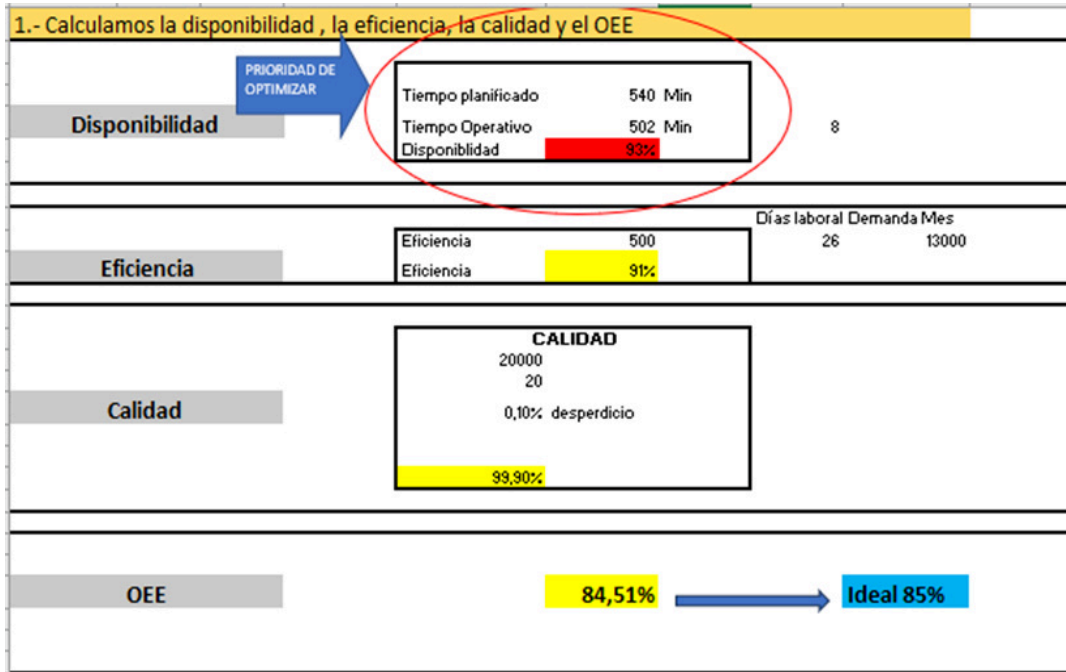 1.- Calculamos la disponibilidad , la eficiencia, la calidad y el OEE
PRIORIDAD DE
OPTIMIZAR
Disponibilidad
Tiempo planificado 540 Min
Tiempo Operativo 502 Min 8
Disponiblidad 93%
Días laboral Demanda Mes
Eficiencia 500 26 13000
Eficiencia
Eficiencia 91%
CALIDAD
20000
20
Calidad
0,10% desperdicio
99,90%
OEE 84,51% Ideal 85%